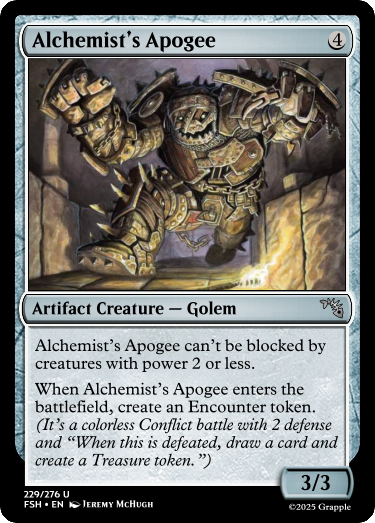 Alchemist's Apogee 4
Artifact Creature — Golem
Alchemist's Apogee can't be blocked by
creatures with power 2 or less.
When Alchemist's Apogee enters the
battlefield, create an Encounter token.
(It's a colorless Conflict battle with 2 defense
and “When this is defeated, draw a card and
create a Treasure token.”)
3/3
229/276 U
FSH • EN Jeremy McHugh
©2025 Grapple